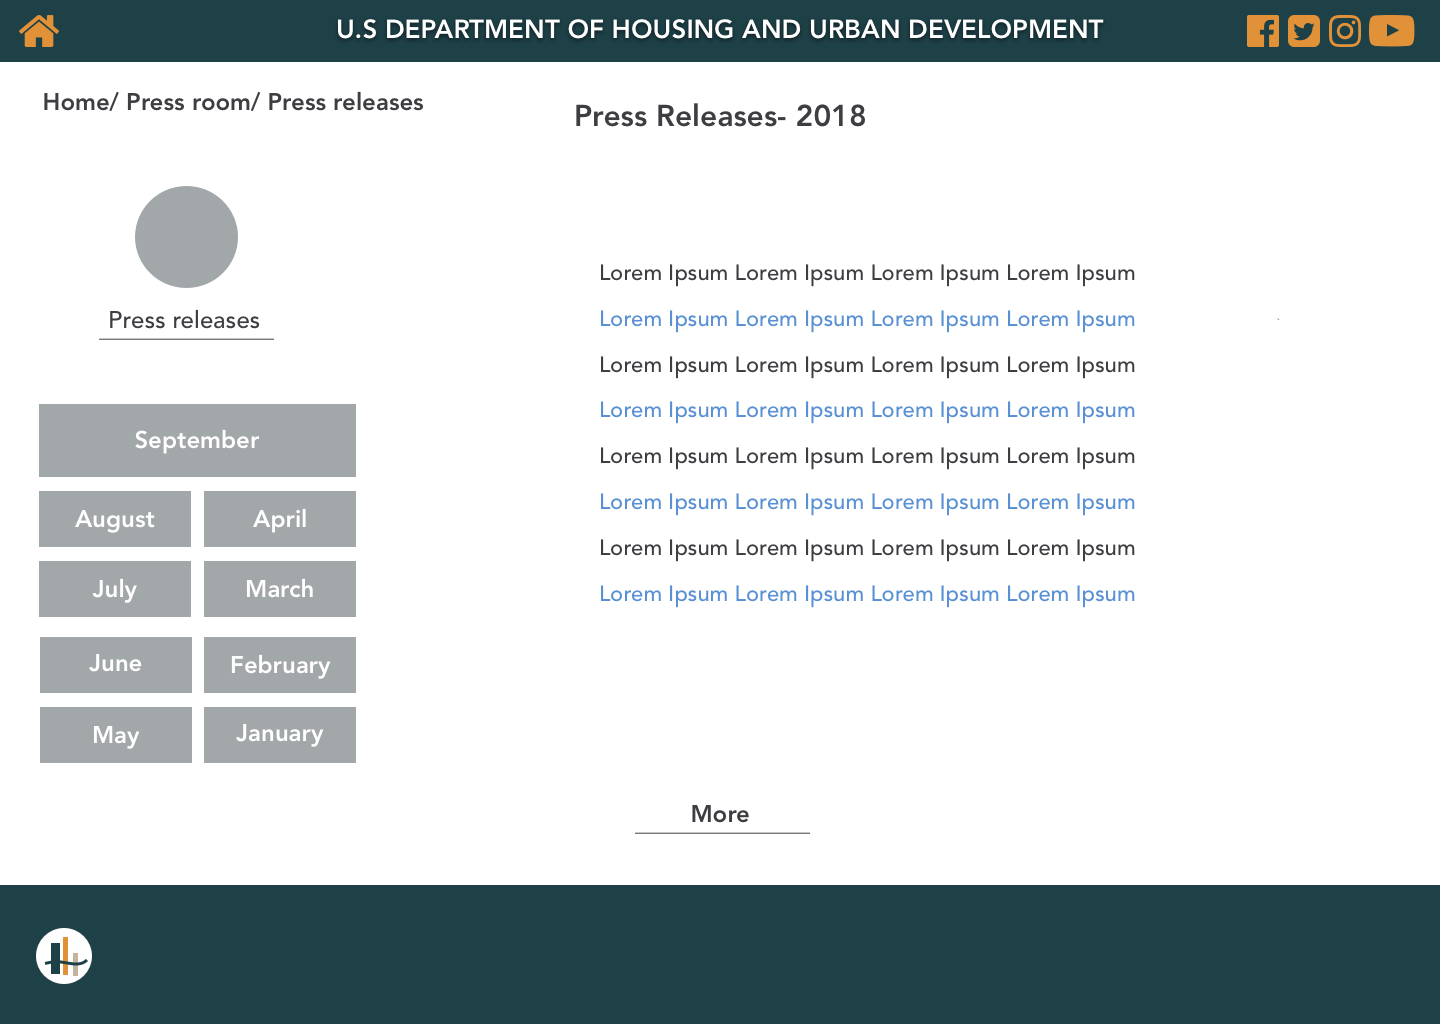 U.S DEPARTMENT OF HOUSING AND URBAN DEVELOPMENT
Home/ Press room/ Press releases
Press Releases- 2018
Press releases
September
August
April
July
March
June
February
May
January
Lorem Ipsum Lorem Ipsum Lorem Ipsum Lorem Ipsum
Lorem Ipsum Lorem Ipsum Lorem Ipsum Lorem Ipsum
Lorem Ipsum Lorem Ipsum Lorem Ipsum Lorem Ipsum
Lorem Ipsum Lorem Ipsum Lorem Ipsum Lorem Ipsum
Lorem Ipsum Lorem Ipsum Lorem Ipsum Lorem Ipsum
Lorem Ipsum Lorem Ipsum Lorem Ipsum Lorem Ipsum
Lorem Ipsum Lorem Ipsum Lorem Ipsum Lorem Ipsum
Lorem Ipsum Lorem Ipsum Lorem Ipsum Lorem Ipsum
More